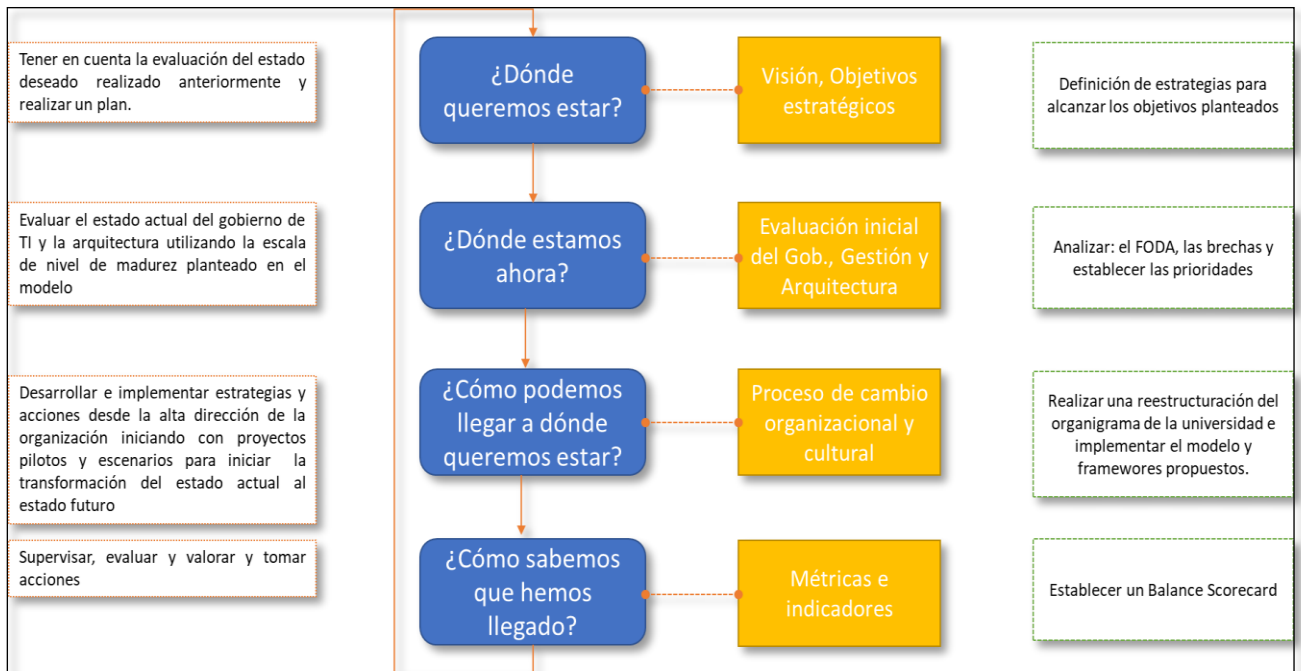 Tener en cuenta la evaluación del estado
deseado realizado anteriormente y
realizar un plan.
¿Dónde
queremos estar?
Visión, Objetivos
estratégicos
Definición de estrategias para
alcanzar los objetivos planteados
Evaluar el estado actual del gobierno de
TI y la arquitectura utilizando la escala
de nivel de madurez planteado en el
modelo
¿Dónde estamos
ahora?
Evaluación inicial
del Gob., Gestión y
Arquitectura
Analizar: el FODA, las brechas y
establecer las prioridades
Desarrollar e implementar estrategias y
acciones desde la alta dirección de la
organización iniciando con proyectos
pilotos y escenarios para iniciar la
transformación del estado actual al
estado futuro
¿Cómo podemos
llegar a dónde
queremos estar?
Proceso de cambio
organizacional y
cultural
Realizar una reestructuración del
organigrama de la universidad e
implementar el modelo y
framewores propuestos.
Supervisar, evaluar y valorar y tomar
acciones
¿Cómo sabemos
que hemos
llegado?
Métricas e
indicadores
Establecer un Balance Scorecard